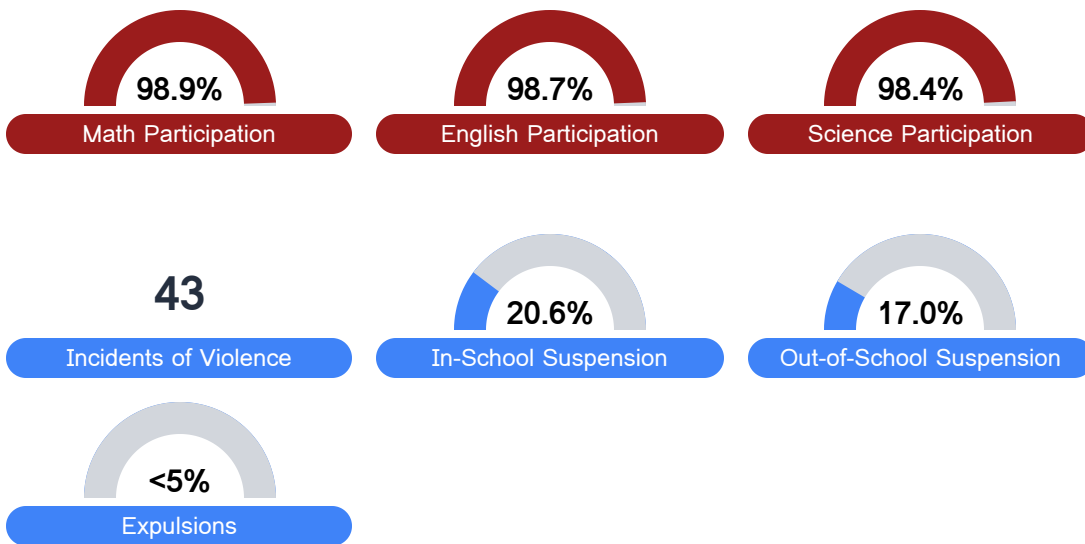 98.9%
Math Participation
98.7%
English Participation
98.4%
Science Participation
43
Incidents of Violence
20.6%
In-School Suspension
17.0%
Out-of-School Suspension
<5%
Expulsions